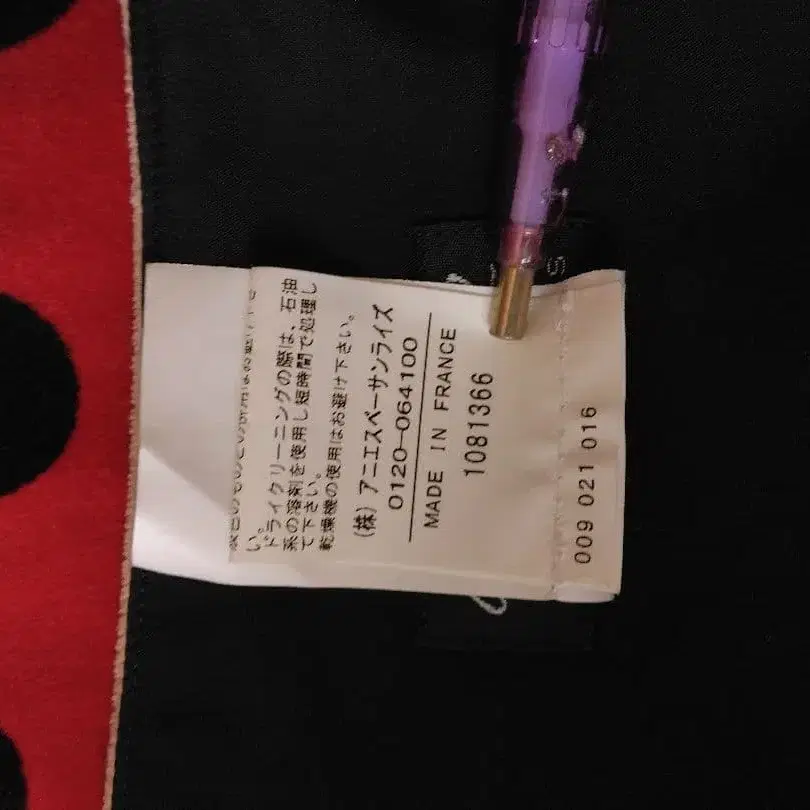 い。
ドライクリーニングの際は、石油
系の溶剤を使用し短時間で処理し
て下さい。
乾燥機の使用はお避け下さい。
(株)アニエスベーサンライズ
0120-064100
MADE IN FRANCE
1081366
009 021 016